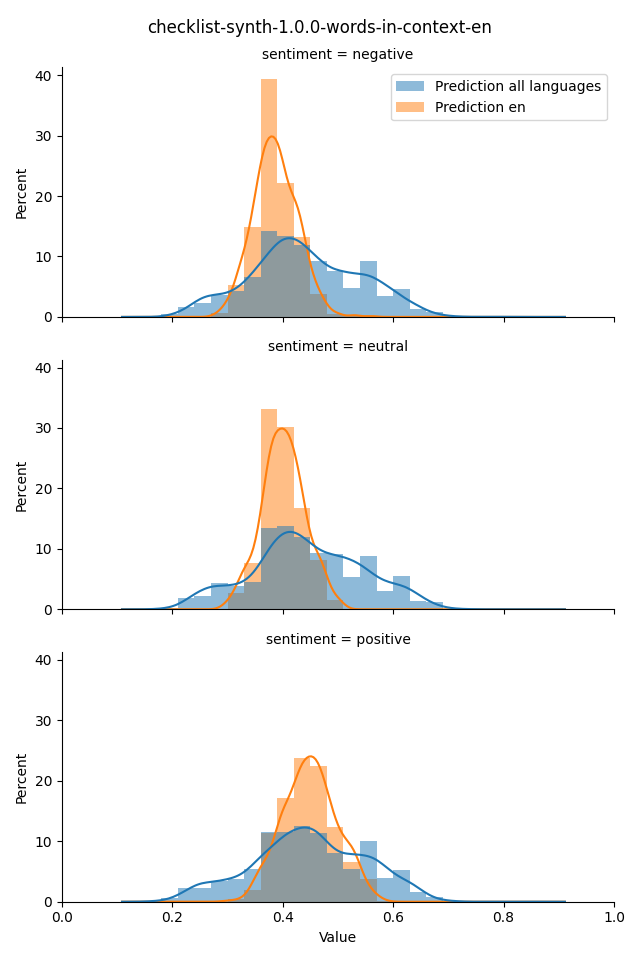 checklist-synth-1.0.0-words-in-context-en
sentiment = negative
40
30
20
10
0
Percent
Prediction all languages
Prediction en
sentiment = neutral
40
30
20
10
0
Percent
sentiment = positive
40
30
20
10
0
Percent
0.0 0.2 0.4 0.6 0.8 1.0
Value